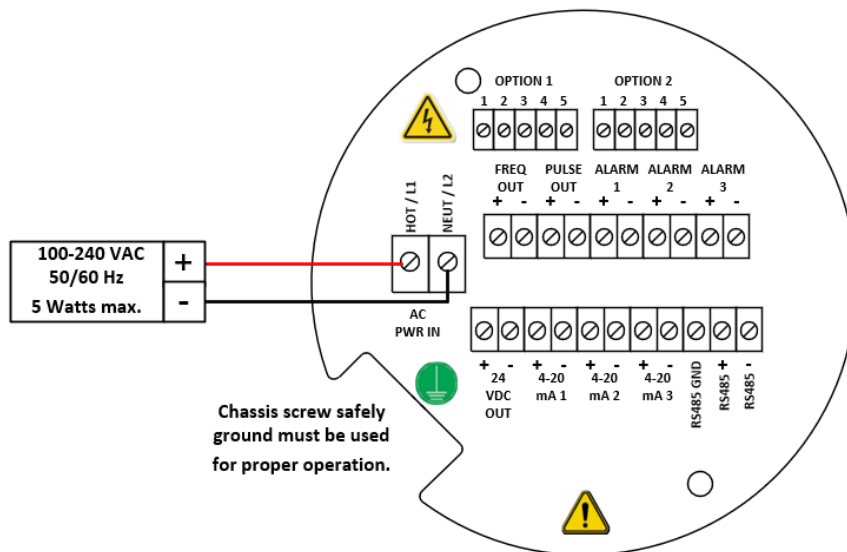 OPTION 1
OPTION 2
1 2 3 4 5
1 2 3 4 5
FREQ
OUT
PULSE
OUT
ALARM
1
ALARM
2
ALARM
3
+ - + - + - + - + -
HOT / L1
NEUT / L2
100-240 VAC
50/60 Hz
5 Watts max.
+
-
AC
PWR IN
+ - + - + - + -
24
VDC
OUT
4-20
mA 1
4-20
mA 2
4-20
mA 3
RS485 GND
+
RS485
-
RS485
Chassis screw safely
ground must be used
for proper operation.